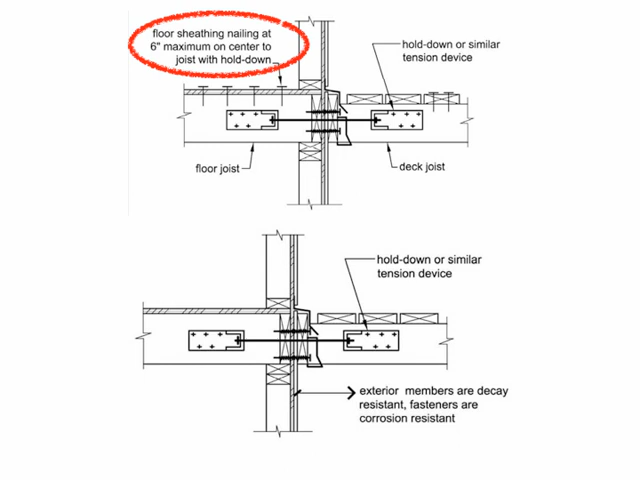 floor sheathing nailing at
6" maximum on center to
joist with hold-down
hold-down or similar
tension device
floor joist
deck joist
hold-down or similar
tension device
exterior members are decay
resistant, fasteners are
corrosion resistant